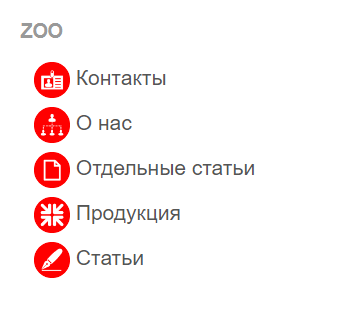 ZOO
Контакты
О нас
Отдельные статьи
Продукция
Статьи